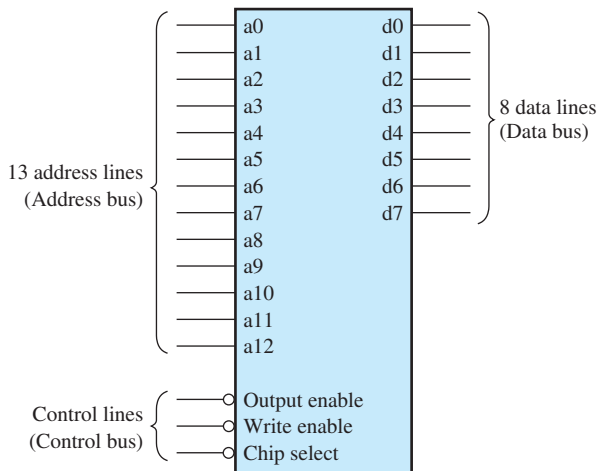 a0 d0
a1 d1
a2 d2
a3 d3
a4 d4
a5 d5
a6 d6
a7 d7
a8
a9
a10
a11
a12
13 address lines
(Address bus)
8 data lines
(Data bus)
Output enable
Write enable
Chip select
Control lines
(Control bus)